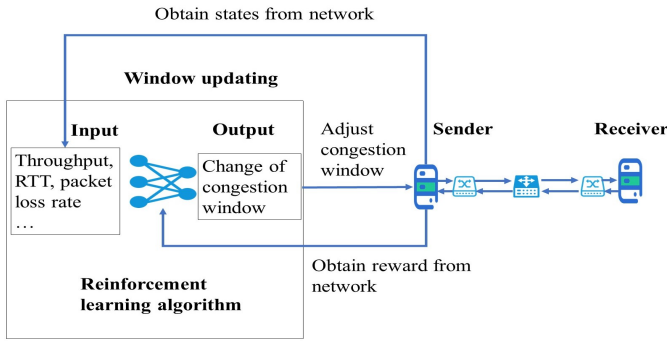 Obtain states from network
Window updating
Input
Output
Adjust
congestion
window
Sender
Receiver
Throughput,
RTT, packet
loss rate
…
Change of
congestion
window
Obtain reward from
network
Reinforcement
learning algorithm